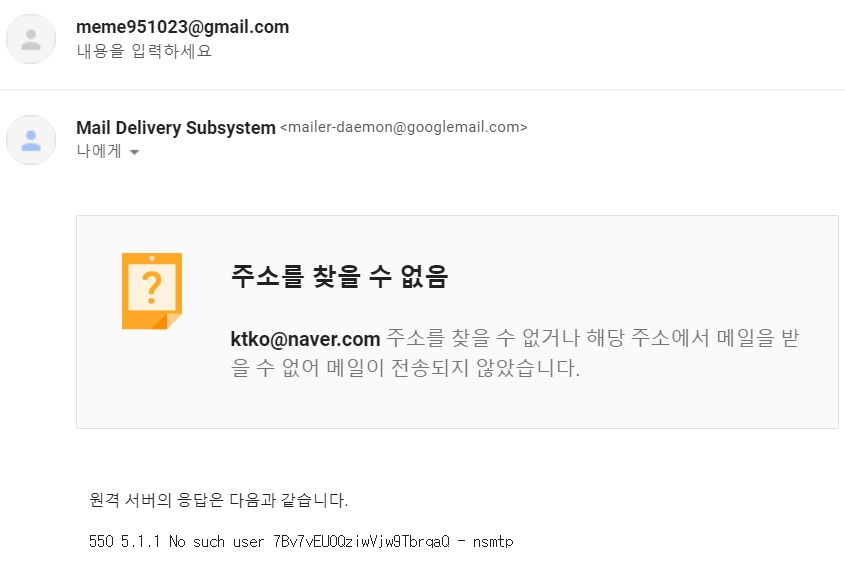 meme951023@gmail.com
내용을 입력하세요
Mail Delivery Subsystem <mailer-daemon@googlemail.com>
나에게
?
주소를 찾을 수 없음
ktko@naver.com 주소를 찾을 수 없거나 해당 주소에서 메일을 받
을 수 없어 메일이 전송되지 않았습니다.
원격 서버의 응답은 다음과 같습니다.
550 5.1.1 No such user 7Bv7vEUOQziwVjw9TbrqaQ - nsmtp